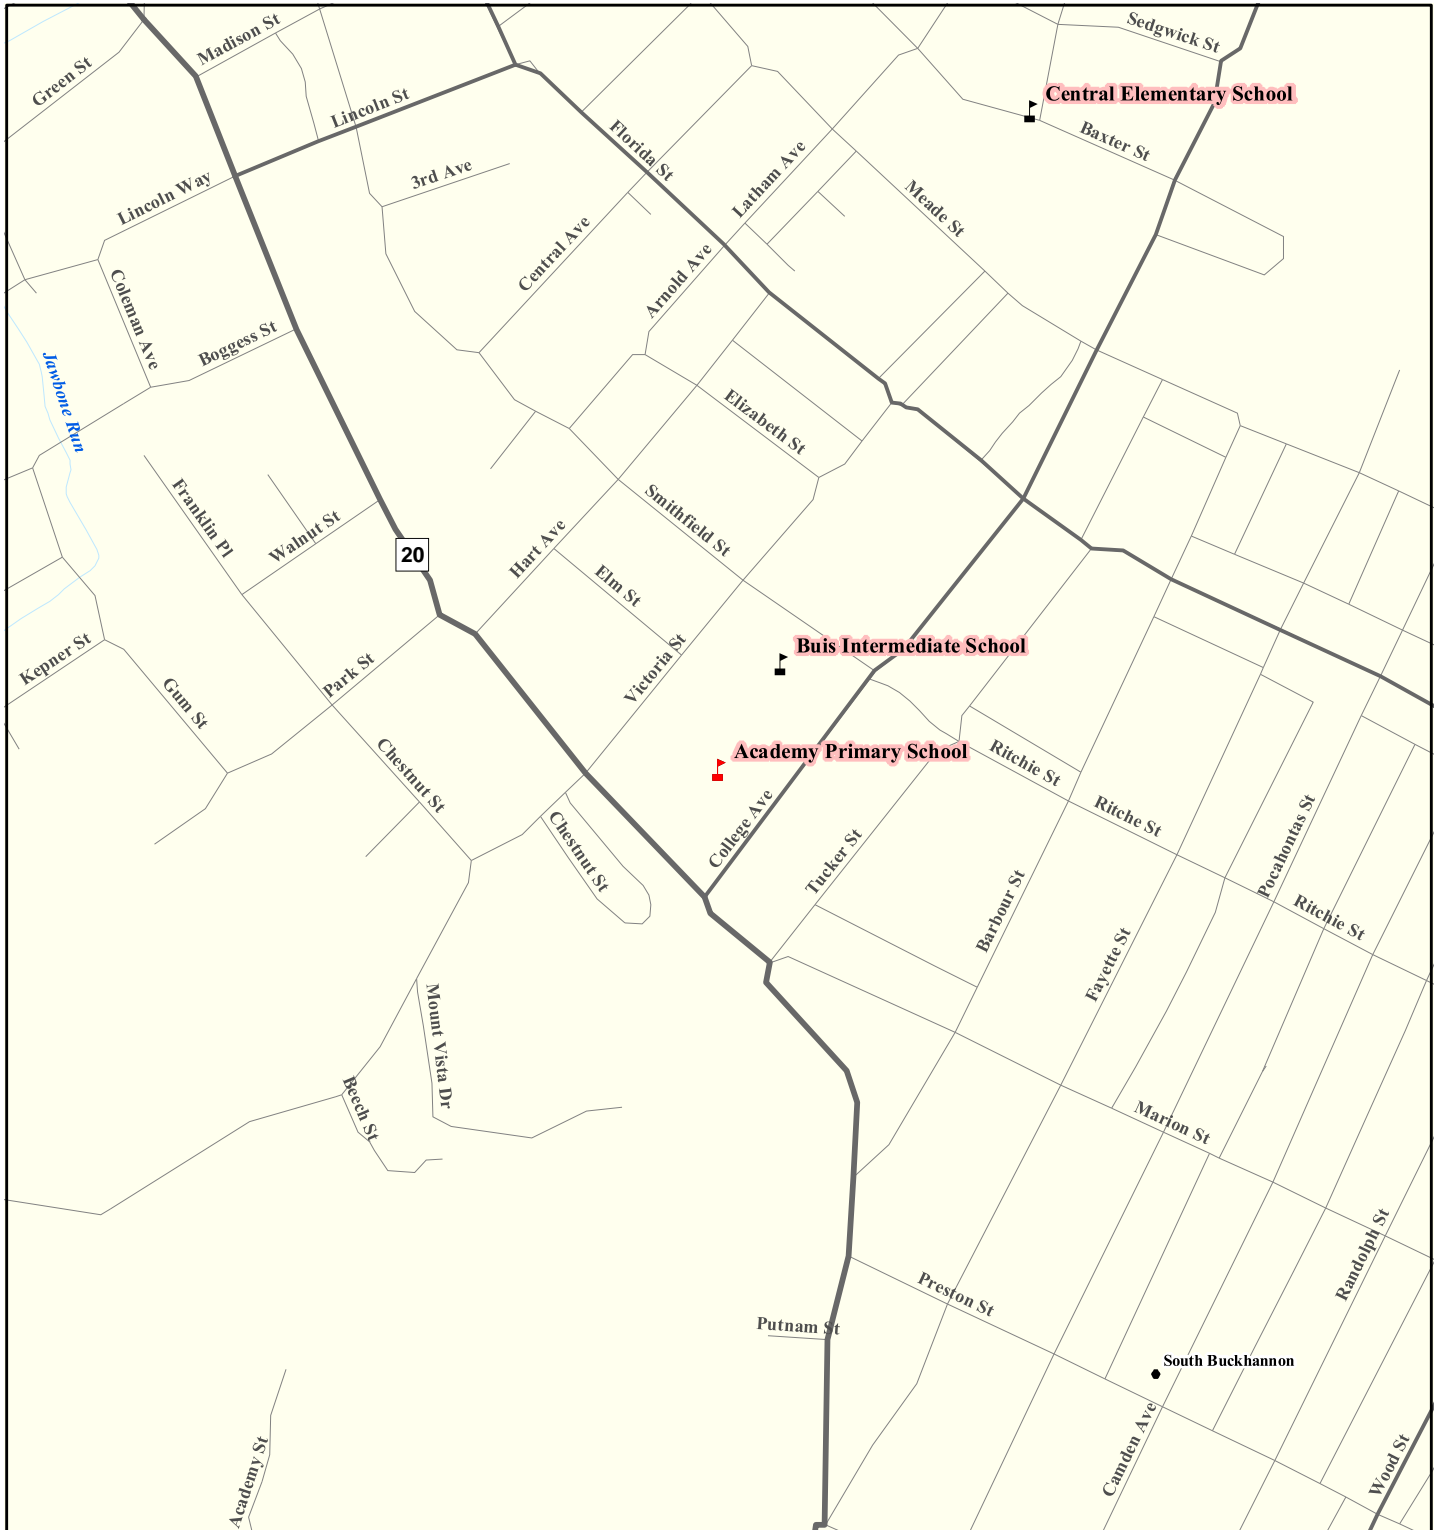 Madison St
Sedgwick St
Green St
Lincoln St
Central Elementary School
Florida St
Baxter St
3rd Ave
Latham Ave
Lincoln Way
Meade St
Central Ave
Arnold Ave
Coleman Ave
Boggess St
Jawbone Run
Elizabeth St
Franklin Pl
Walnut St
Smithfield St
Hart Ave
20
Elm St
Kepner St
Buis Intermediate School
Victoria St
Park St
Gum St
Academy Primary School
Chestnut St
Ritchie St
College Ave
Chestnut St
Ritche St
Tucker St
Pocahontas St
Barbour St
Ritchie St
Fayette St
Mount Vista Dr
Beech St
Marion St
Randolph St
Preston St
Putnam St
South Buckhannon
Camden Ave
Wood St
Academy St